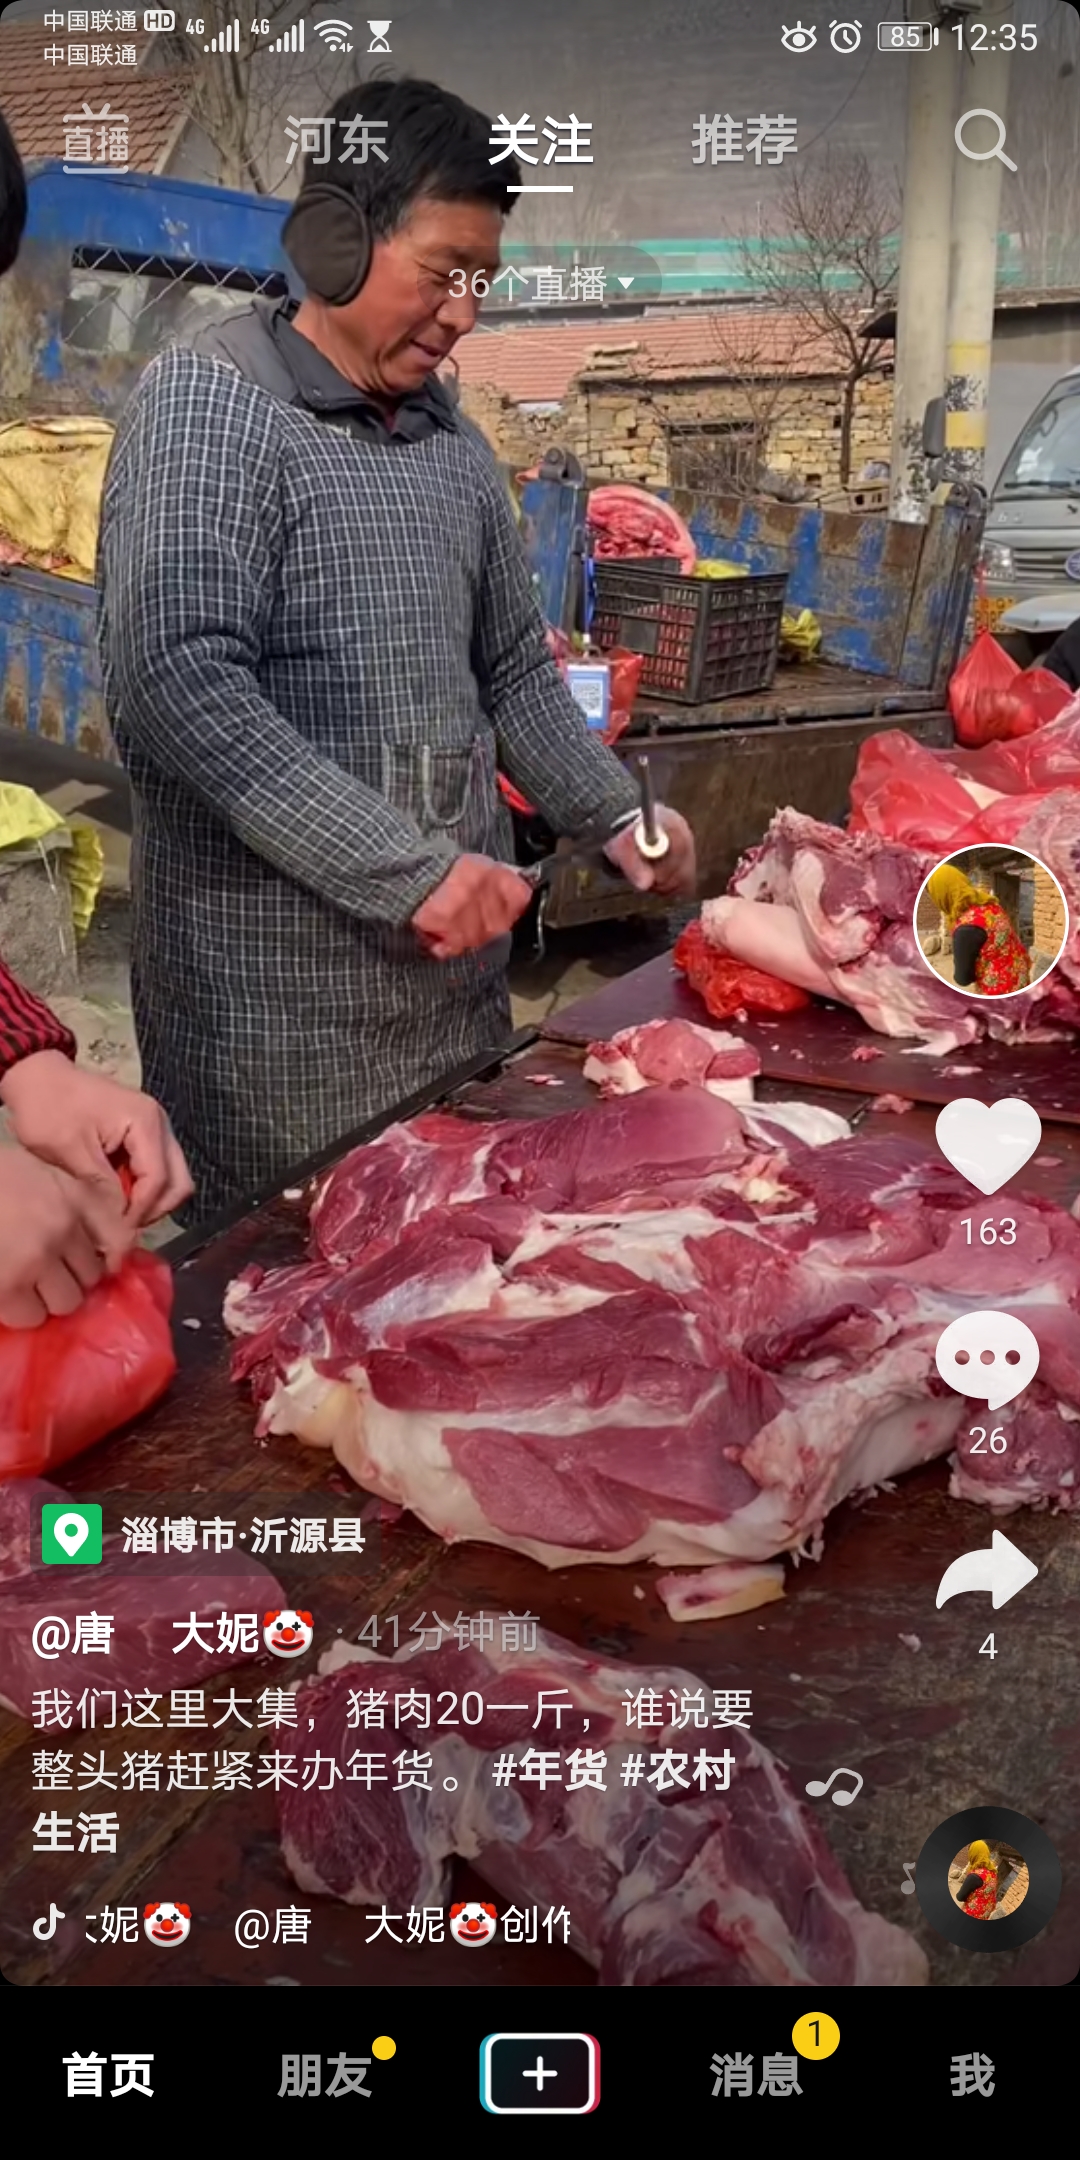 中国联通 HD 4G 4G 85 12:35
中国联通
直播 河东 关注 推荐
36个直播
163
26
淄博市·沂源县
@唐 大妮🤡 · 41分钟前
4
我们这里大集，猪肉20一斤，谁说要
整头猪赶紧来办年货。#年货 #农村
生活
妮🤡 @唐 大妮🤡创作
首页 朋友 消息 1 我